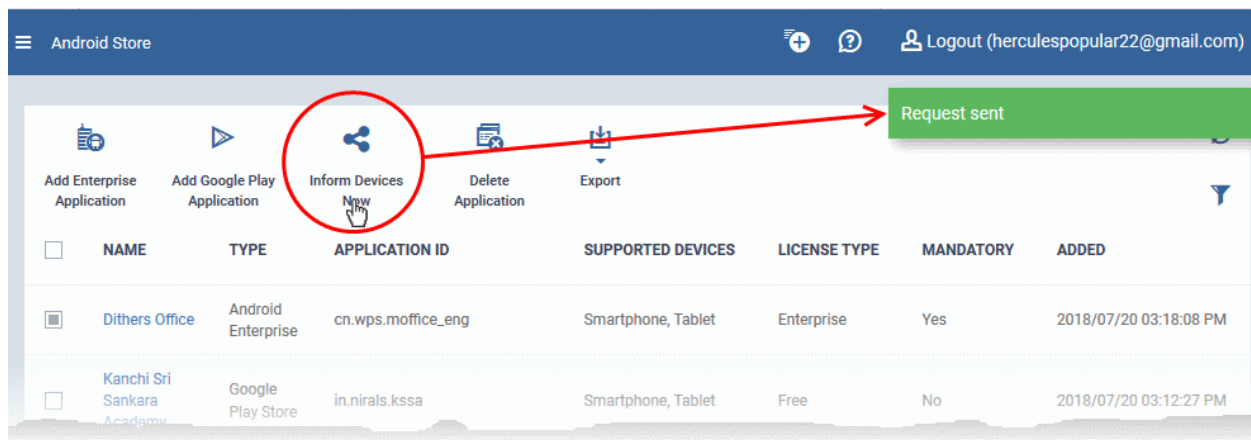 Android Store
Logout (herculespopular22@gmail.com)
Request sent
Add Enterprise Application
Add Google Play Application
Inform Devices Now
Delete Application
Export
NAME TYPE APPLICATION ID SUPPORTED DEVICES LICENSE TYPE MANDATORY ADDED
Dithers Office Android Enterprise cn.wps.moffice_eng Smartphone, Tablet Enterprise Yes 2018/07/20 03:18:08 PM
Kanchi Sri Sankara Academy Google Play Store in.nirals.kssa Smartphone, Tablet Free No 2018/07/20 03:12:27 PM